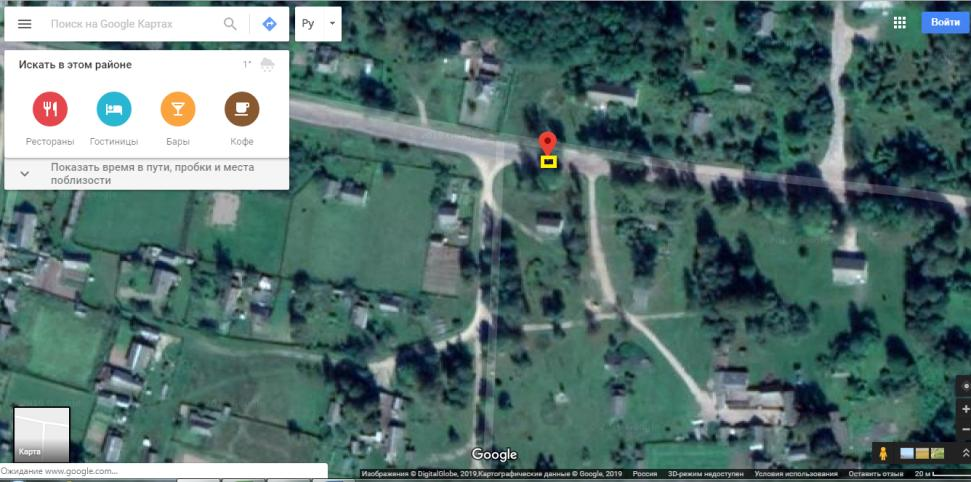 Поиск на Google Картах
Ру
Войти
Искать в этом районе
1°
Рестораны Гостиницы Бары Кофе
Показать время в пути, пробки и места
поблизости
Карта
Google
Ожидание www.google.com...
Изображения © DigitalGlobe, 2019,Картографические данные © Google, 2019 Россия 3D-режим недоступен Условия использования Оставить отзыв 20 м